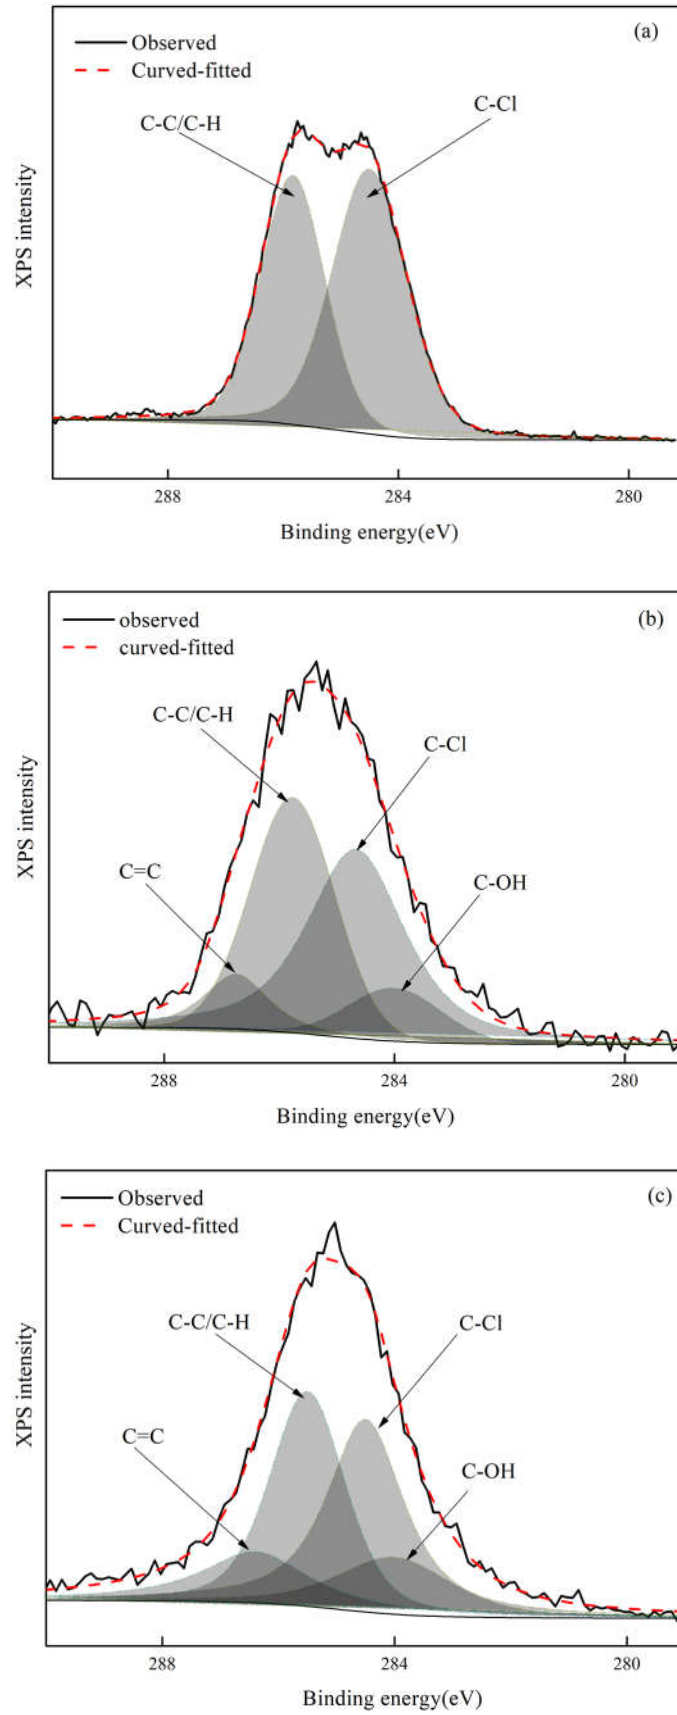 (a)
Observed
Curved-fitted
C-C/C-H
C-Cl
XPS intensity
288 284 280
Binding energy(eV)
(b)
observed
curved-fitted
C-C/C-H
C-Cl
C=C
C-OH
XPS intensity
288 284 280
Binding energy(eV)
(c)
Observed
Curved-fitted
C-C/C-H
C-Cl
C=C
C-OH
XPS intensity
288 284 280
Binding energy(eV)